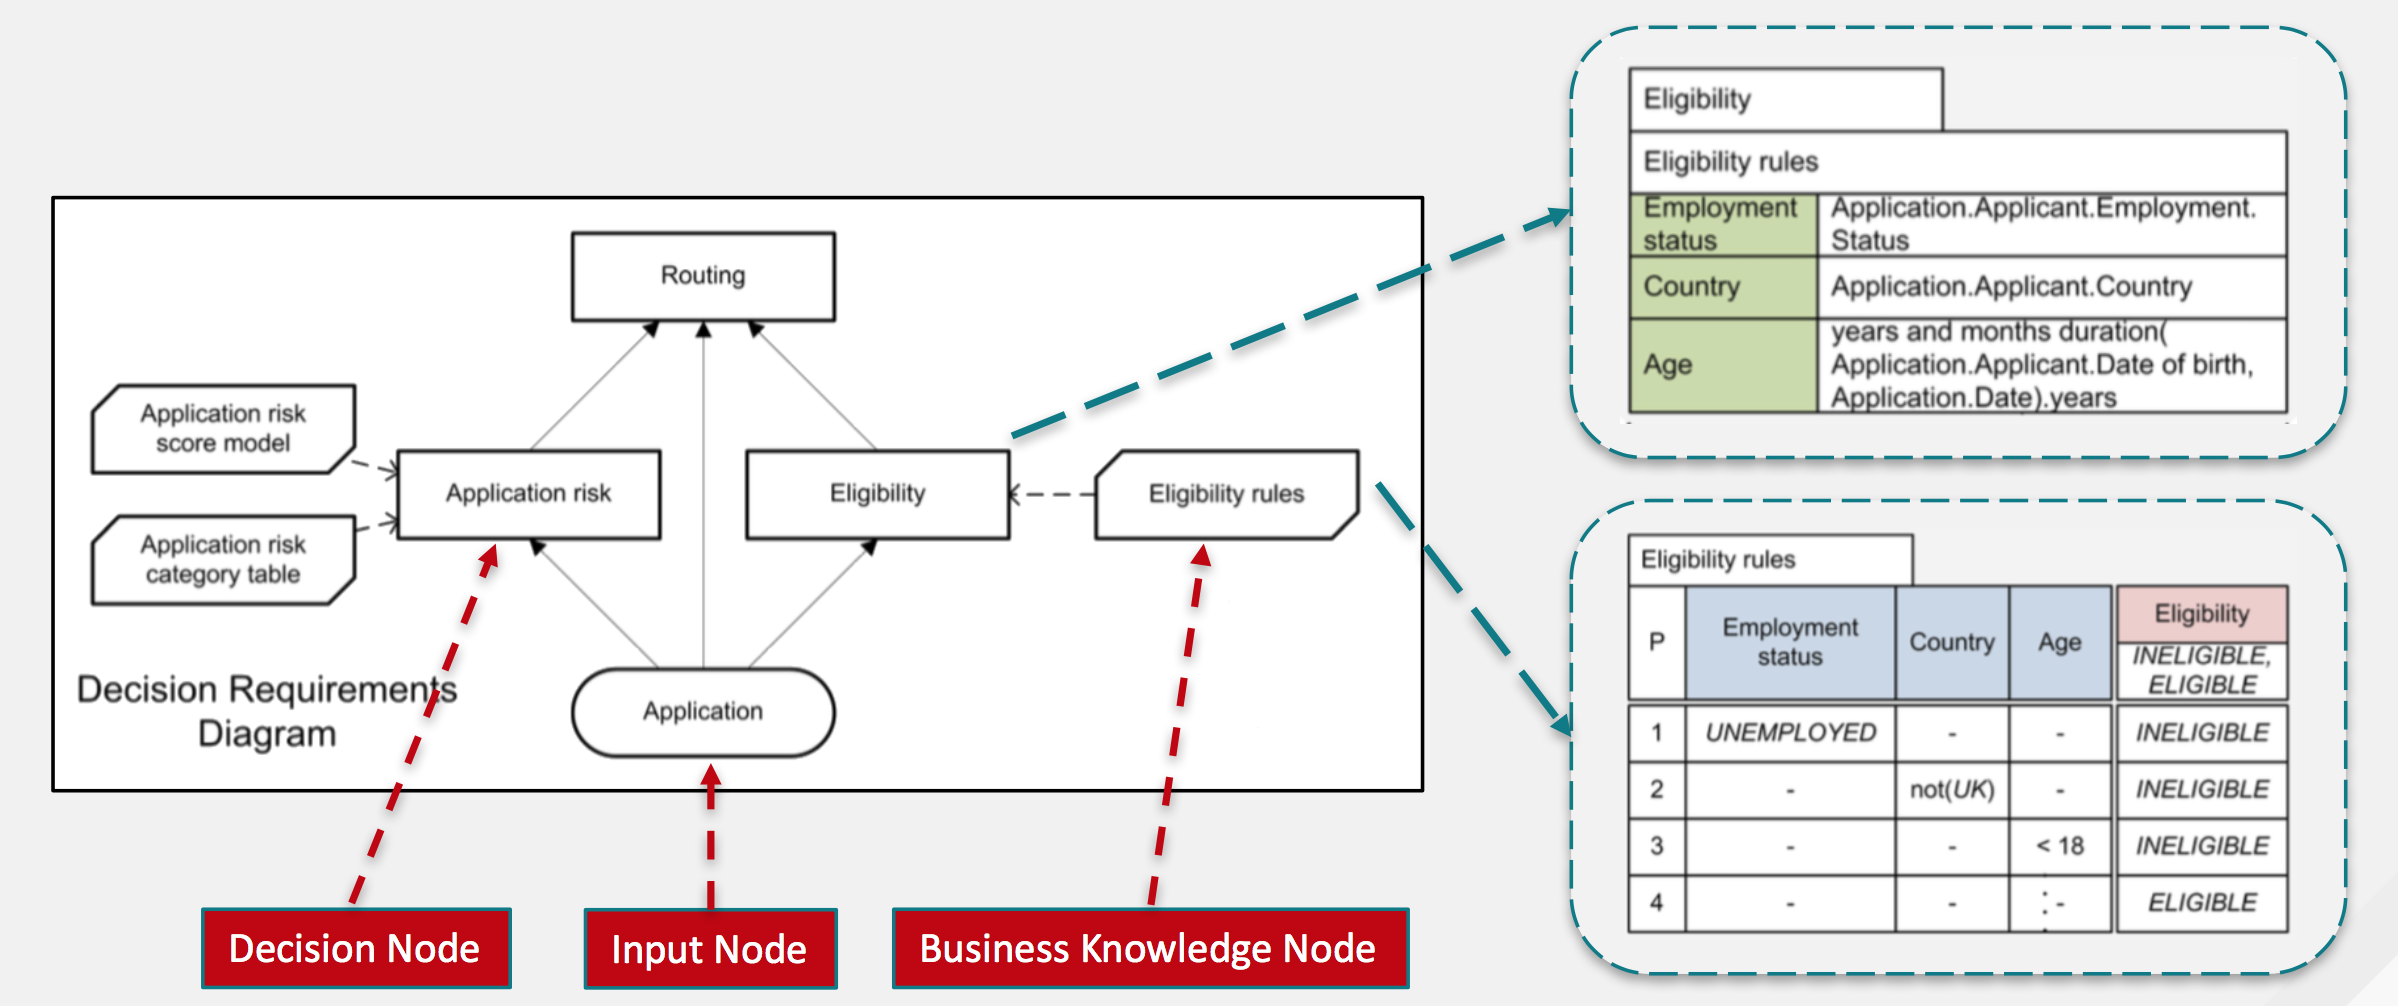 Routing
Application risk
score model
Application risk
category table
Application risk
Eligibility
Eligibility rules
Application
Decision Requirements
Diagram
Decision Node
Input Node
Business Knowledge Node
Eligibility
Eligibility rules
Employment
status
Application.Applicant.Employment.
Status
Country
Application.Applicant.Country
Age
years and months duration(
Application.Applicant.Date of birth,
Application.Date).years
Eligibility rules
P
Employment
status
Country
Age
Eligibility
INELIGIBLE,
ELIGIBLE
1 UNEMPLOYED - - INELIGIBLE
2 - not(UK) - INELIGIBLE
3 - - < 18 INELIGIBLE
4 - - - ELIGIBLE